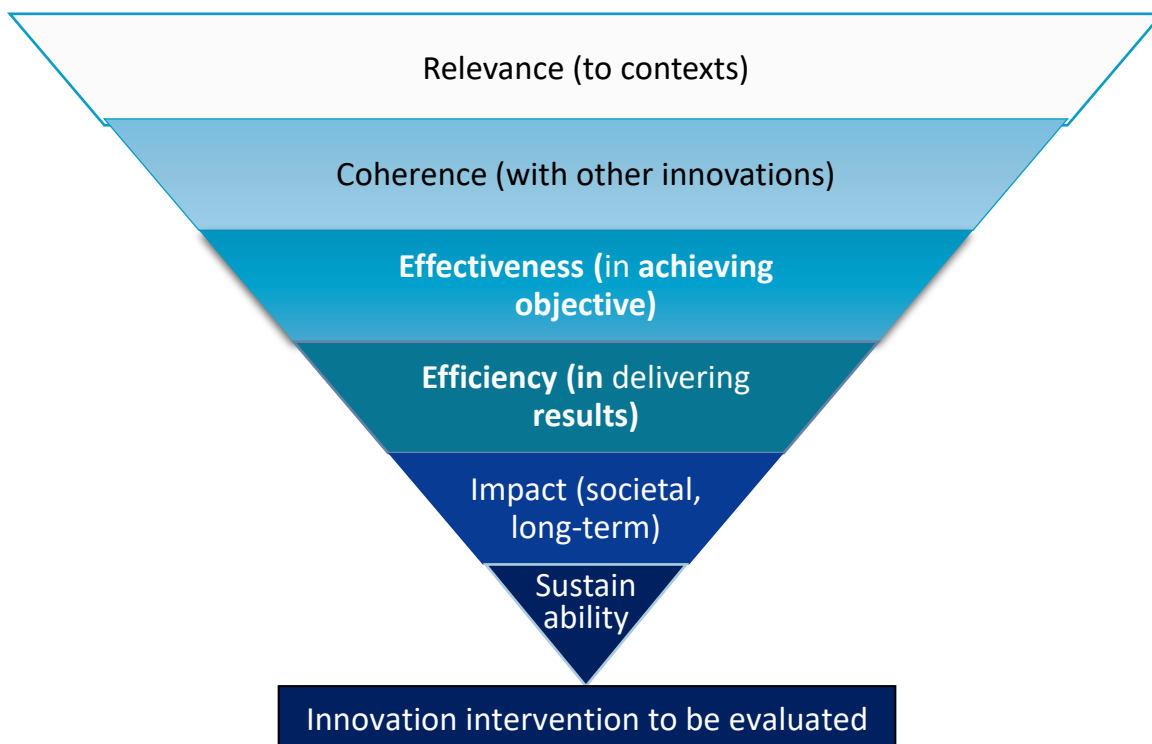 Relevance (to contexts)
Coherence (with other innovations)
Effectiveness (in achieving
objective)
Efficiency (in delivering
results)
Impact (societal,
long-term)
Sustain
ability
Innovation intervention to be evaluated